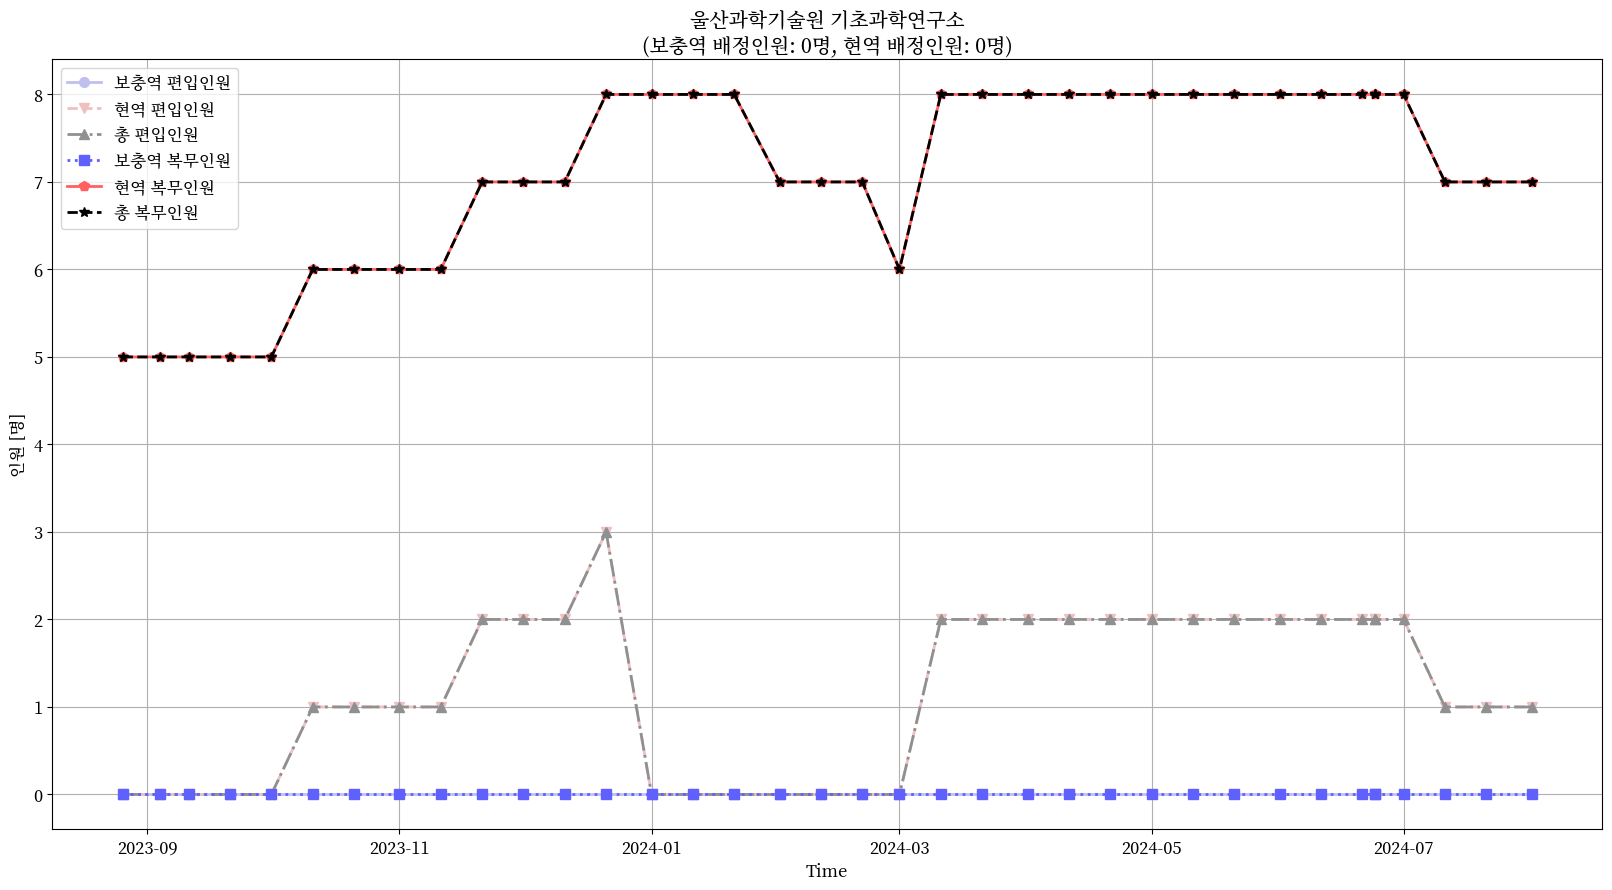 울산과학기술원 기초과학연구소
(보충역 배정인원: 0명, 현역 배정인원: 0명)
보충역 편입인원
현역 편입인원
총 편입인원
보충역 복무인원
현역 복무인원
총 복무인원
인원 [명]
8
7
6
5
4
3
2
1
0
2023-09
2023-11
2024-01
2024-03
2024-05
2024-07
Time